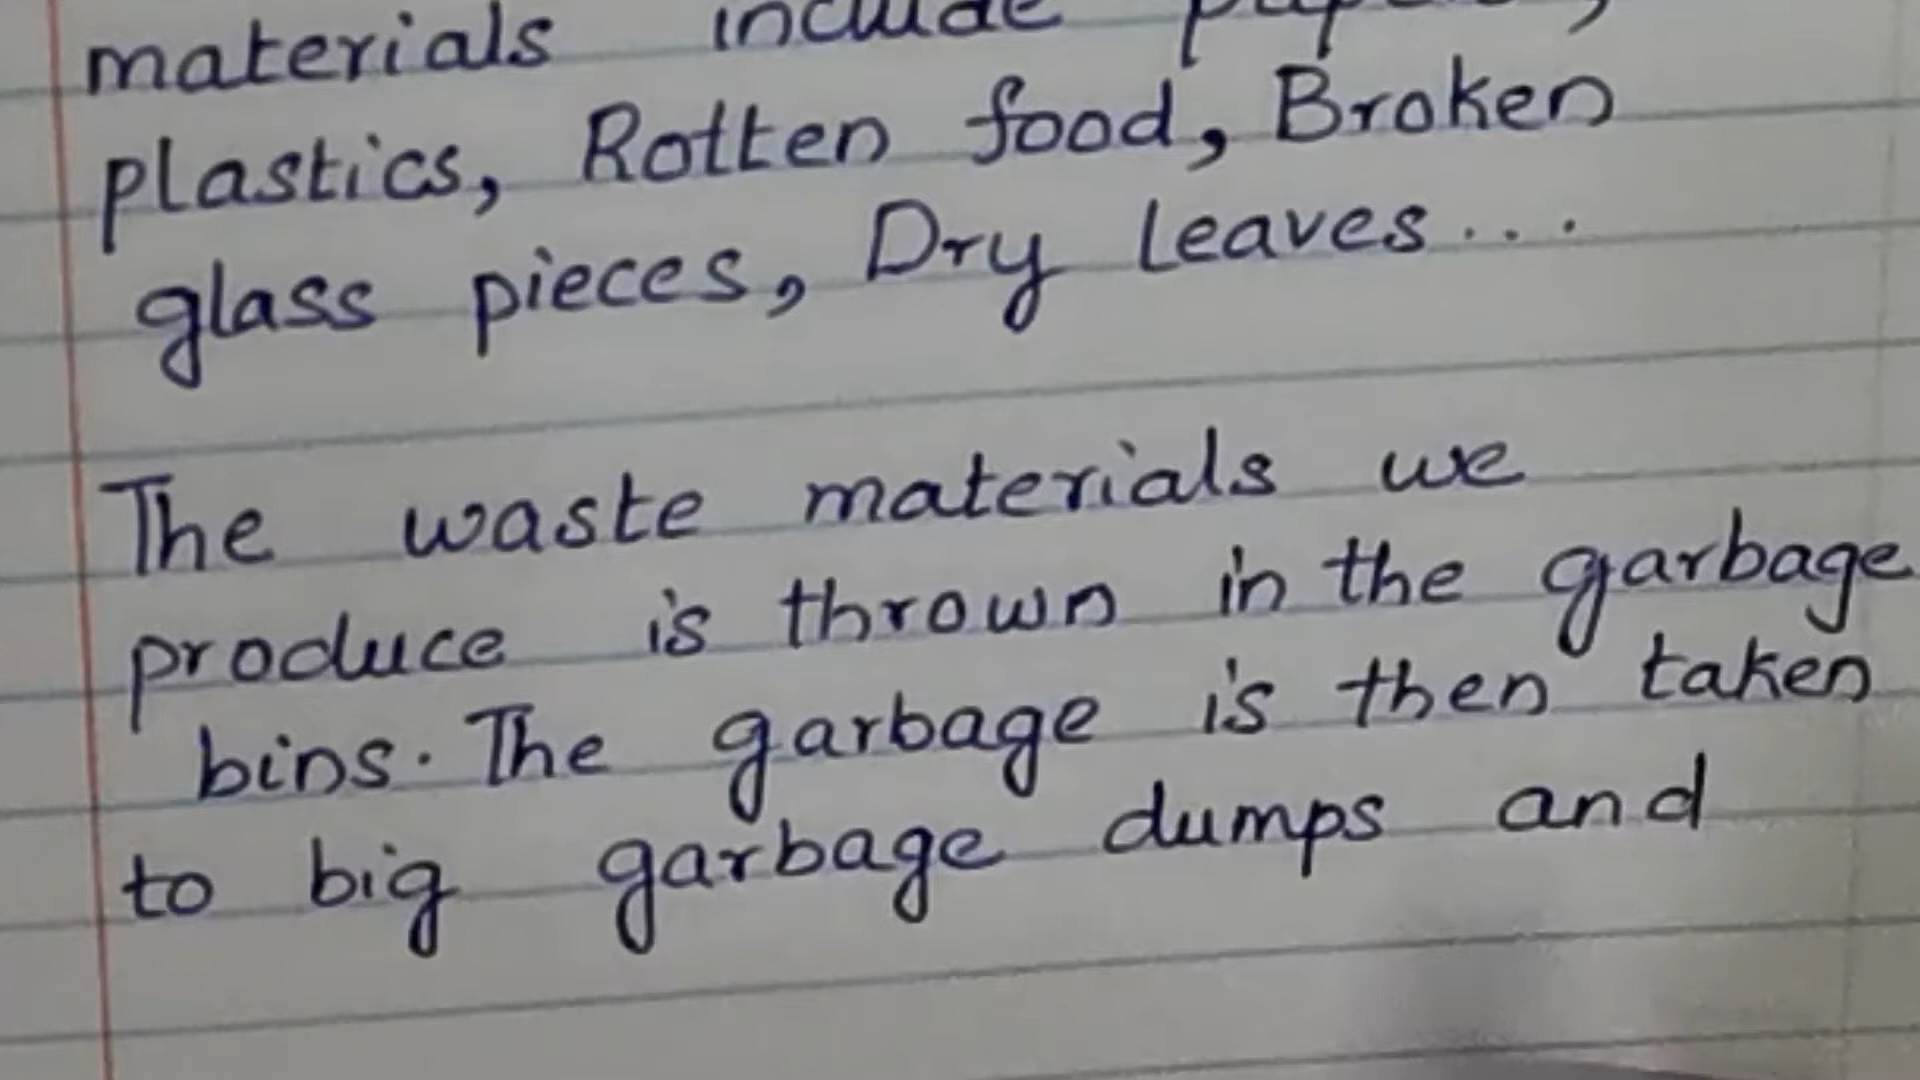 materials include
plastics, Rotten food, Broken
glass pieces, Dry leaves...
The waste materials we
produce is thrown in the garbage
bins. The garbage is then taken
to big garbage dumps and